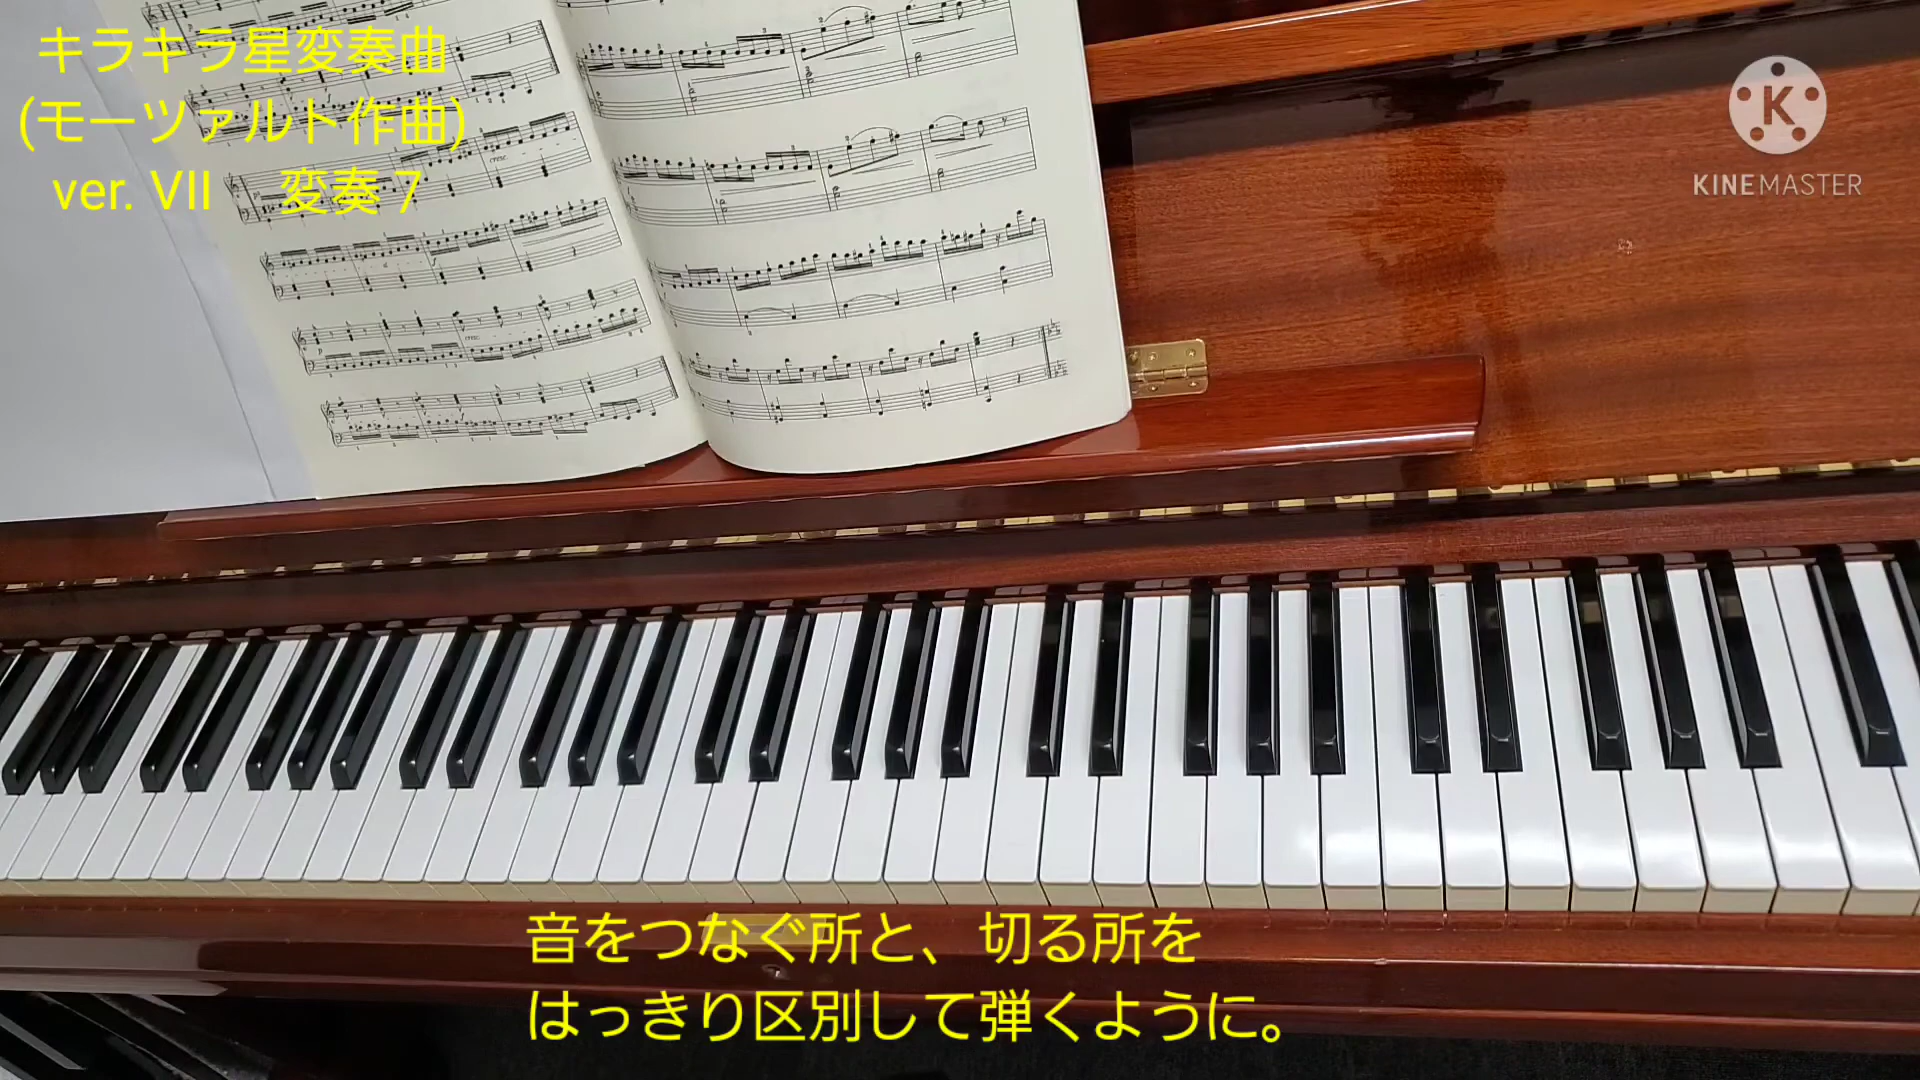 キラキラ星変奏曲
(モーツァルト作曲)
ver. VII 変奏７
KINEMASTER
音をつなぐ所と、切る所を
はっきり区別して弾くように。